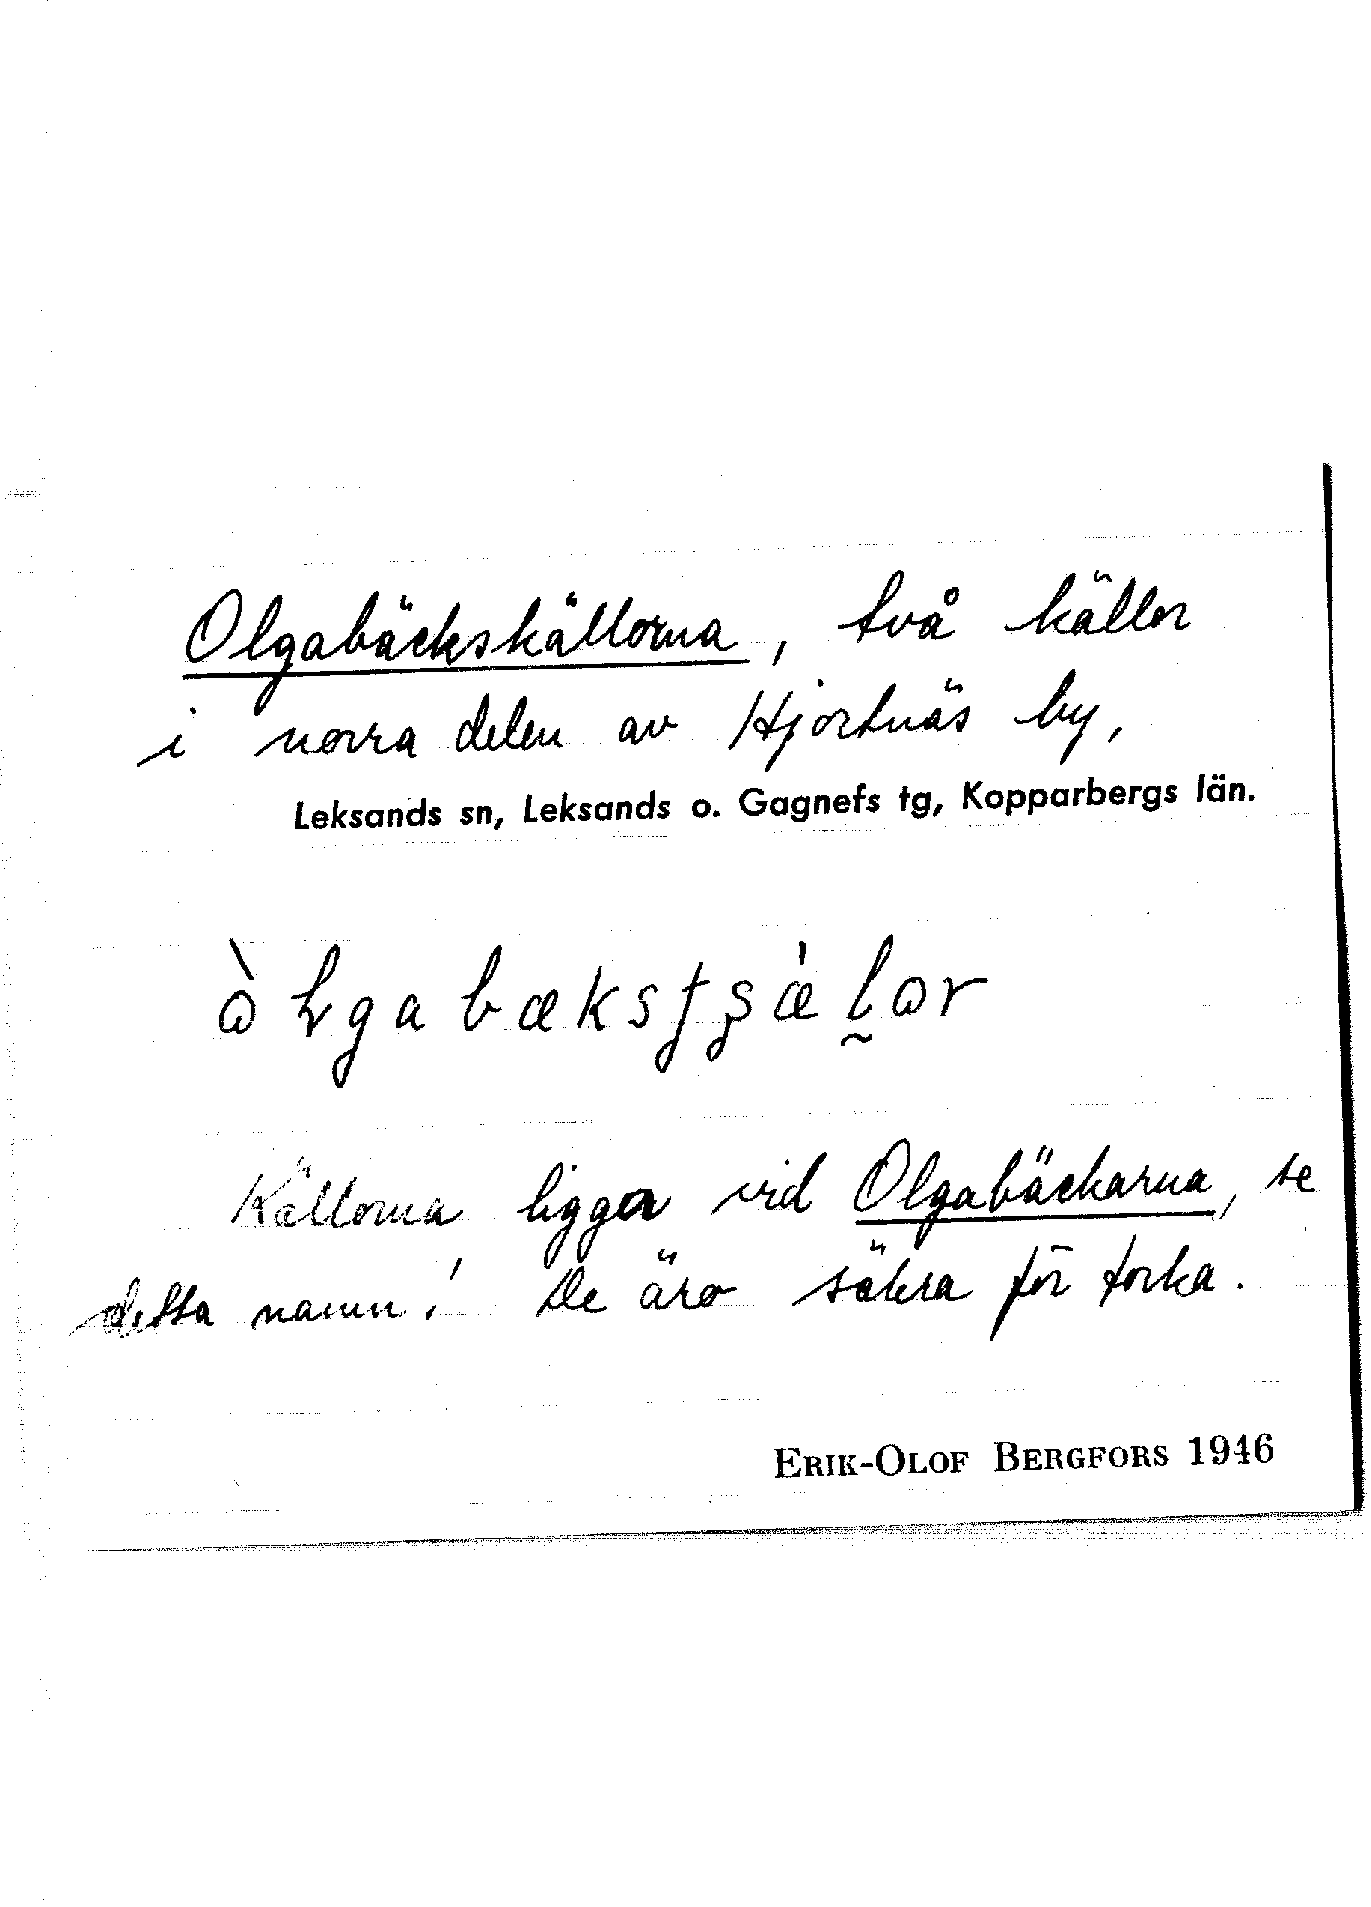 Olgabäckskällorna, två källor
i norra delen av Hjortnäs by,
Leksands sn, Leksands o. Gagnefs tg, Kopparbergs län.
Källorna ligga vid Olgabäckarna, se
detta namn! De äro säkra för torka.
ERIK-OLOF BERGFORS 1946